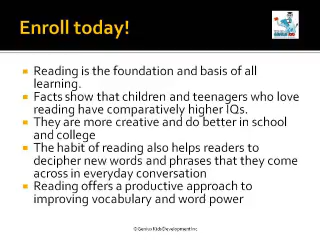 Enroll today!
Reading is the foundation and basis of all
learning.
Facts show that children and teenagers who love
reading have comparatively higher IQs.
They are more creative and do better in school
and college
The habit of reading also helps readers to
decipher new words and phrases that they come
across in everyday conversation
Reading offers a productive approach to
improving vocabulary and word power
©Genius Kids Development Inc